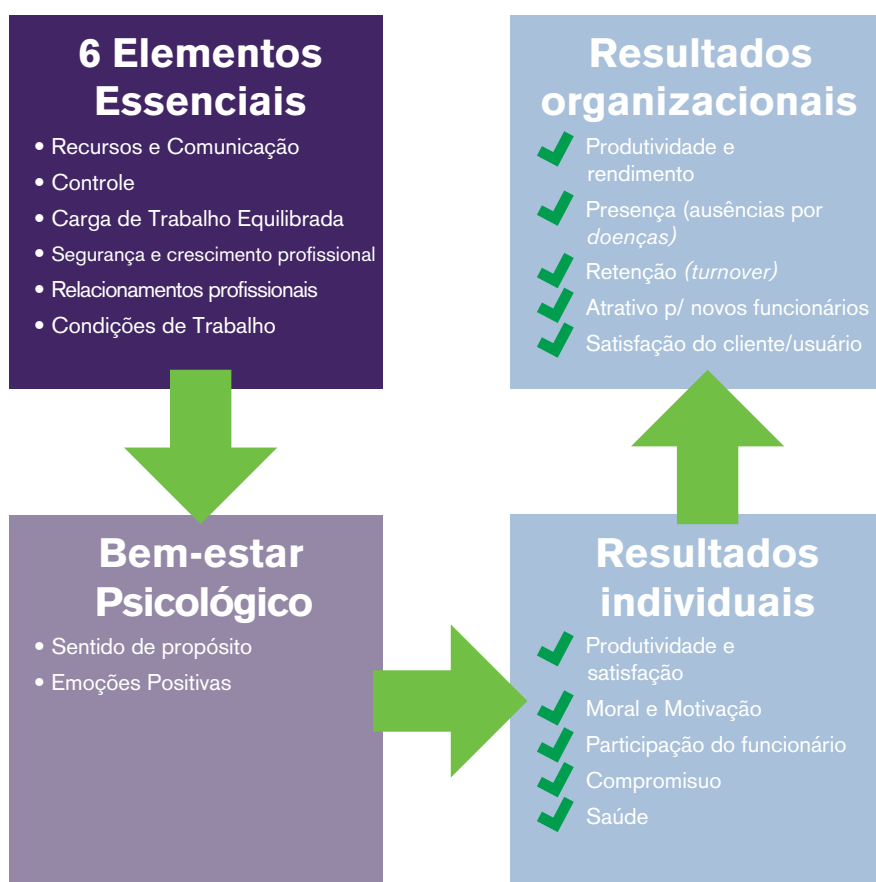 6 Elementos
Essenciais
• Recursos e Comunicação
• Controle
• Carga de Trabalho Equilibrada
• Segurança e crescimento profissional
• Relacionamentos profissionais
• Condições de Trabalho
Bem-estar
Psicológico
• Sentido de propósito
• Emoções Positivas
Resultados
individuais
Produtividade e
satisfação
Moral e Motivação
Participação do funcionário
Compromisuo
Saúde
Resultados
organizacionais
Produtividade e
rendimento
Presença (ausências por
doenças)
Retenção (turnover)
Atrativo p/ novos funcionários
Satisfação do cliente/usuário